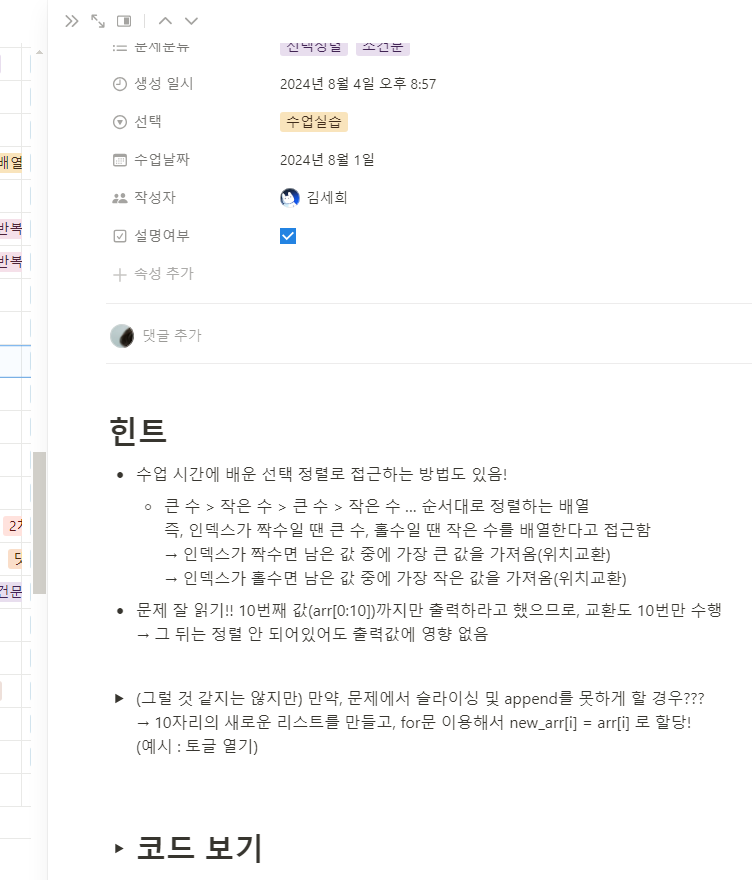 문제분류
선택정렬 조건문
생성 일시
2024년 8월 4일 오후 8:57
선택
수업실습
수업날짜
2024년 8월 1일
작성자
김세희
설명여부
속성 추가
댓글 추가
배열
반복
반복
건문
힌트
수업 시간에 배운 선택 정렬로 접근하는 방법도 있음!
큰 수 > 작은 수 > 큰 수 > 작은 수 ... 순서대로 정렬하는 배열
즉, 인덱스가 짝수일 땐 큰 수, 홀수일 땐 작은 수를 배열한다고 접근함
→ 인덱스가 짝수면 남은 값 중에 가장 큰 값을 가져옴(위치교환)
→ 인덱스가 홀수면 남은 값 중에 가장 작은 값을 가져옴(위치교환)
문제 잘 읽기!! 10번째 값(arr[0:10])까지만 출력하라고 했으므로, 교환도 10번만 수행
→ 그 뒤는 정렬 안 되어있어도 출력값에 영향 없음
(그럴 것 같지는 않지만) 만약, 문제에서 슬라이싱 및 append를 못하게 할 경우???
→ 10자리의 새로운 리스트를 만들고, for문 이용해서 new_arr[i] = arr[i] 로 할당!
(예시 : 토글 열기)
코드 보기